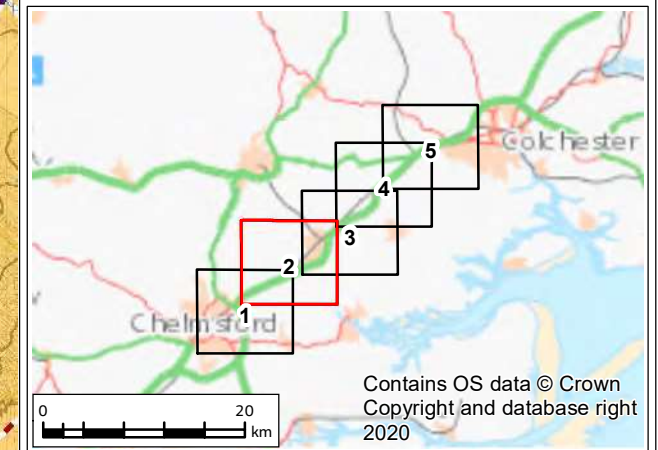 Colchester
5
4
3
2
1
Chelmsford
Contains OS data © Crown
Copyright and database right
2020
0 20
km